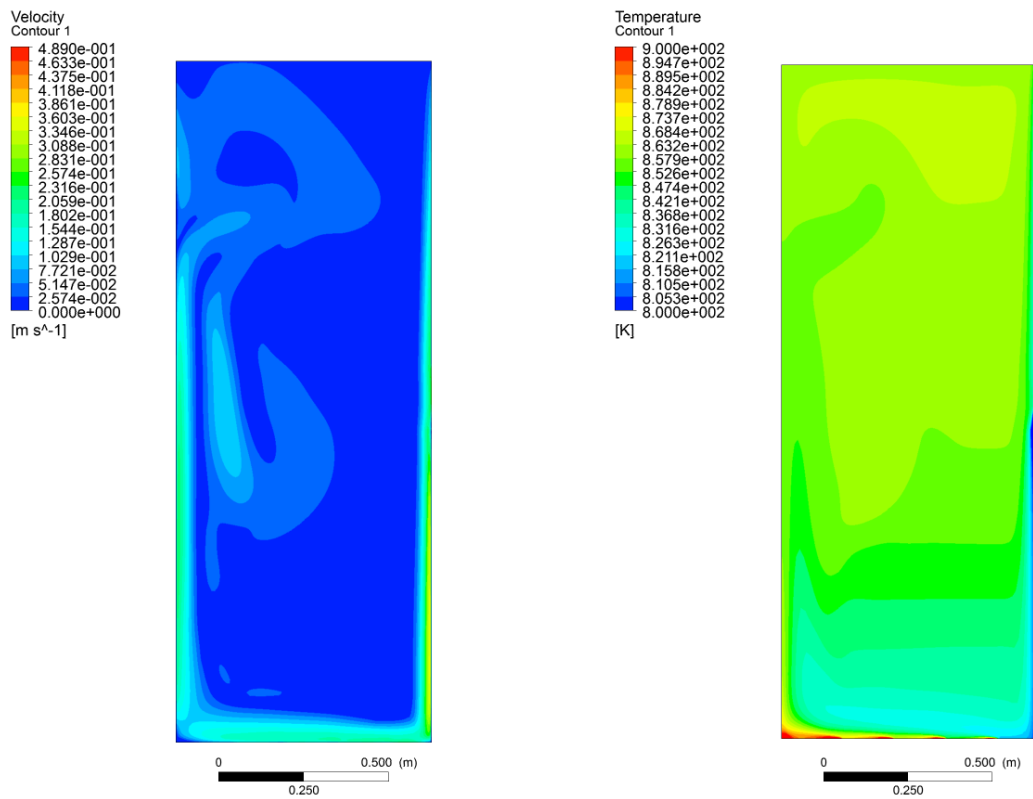 Velocity
Contour 1
4.890e-001
4.633e-001
4.375e-001
4.118e-001
3.861e-001
3.603e-001
3.346e-001
3.088e-001
2.831e-001
2.574e-001
2.316e-001
2.059e-001
1.802e-001
1.544e-001
1.287e-001
1.029e-001
7.721e-002
5.147e-002
2.574e-002
0.000e+000
[m s^-1]
0 0.500 (m)
0.250
Temperature
Contour 1
9.000e+002
8.947e+002
8.895e+002
8.842e+002
8.789e+002
8.737e+002
8.684e+002
8.632e+002
8.579e+002
8.526e+002
8.474e+002
8.421e+002
8.368e+002
8.316e+002
8.263e+002
8.211e+002
8.158e+002
8.105e+002
8.053e+002
8.000e+002
[K]
0 0.500 (m)
0.250